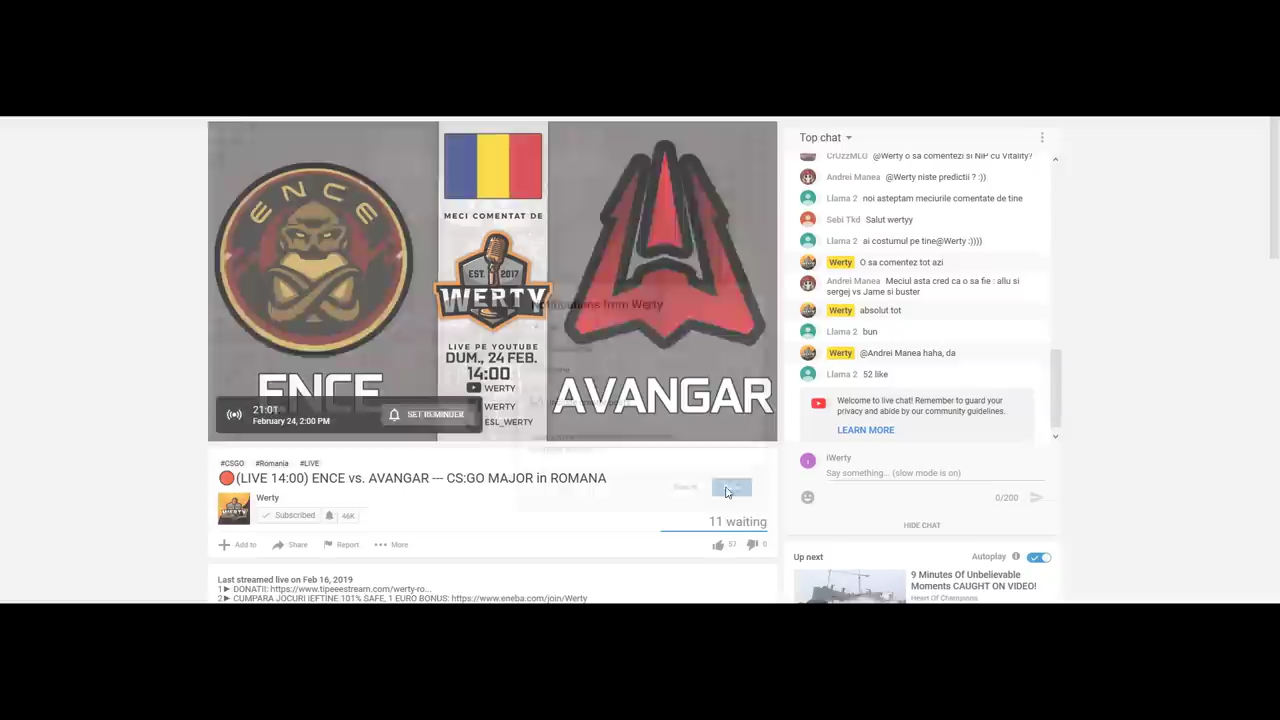 ENCE
MECI COMENTAT DE
EST. 2017
WERTY
LIVE PE YOUTUBE
DUM., 24 FEB.
14:00
WERTY
WERTY
ESL_WERTY
ENCE
AVANGAR
21:01
February 24, 2:00 PM
SET REMINDER
from Werty
#CSGO #Romania #LIVE
(LIVE 14:00) ENCE vs. AVANGAR --- CS:GO MAJOR in ROMANA
Werty
Subscribed 46K
11 waiting
Add to Share Report More 57 0
Last streamed live on Feb 16, 2019
1► DONATII: https://www.tipeeestream.com/werty-ro...
2► CUMPARA JOCURI IEFTINE 101% SAFE, 1 EURO BONUS: https://www.eneba.com/join/Werty
Top chat
CrUzzMLG @Werty o sa comentezi si NIP cu Vitality?
Andrei Manea @Werty niste predictii ? :))
Llama 2 noi asteptam meciurile comentate de tine
Sebi Tkd Salut wertyy
Llama 2 ai costumul pe tine@Werty :))))
Werty O sa comentez tot azi
Andrei Manea Meciul asta cred ca o sa fie : allu si
sergej vs Jame si buster
Werty absolut tot
Llama 2 bun
Werty @Andrei Manea haha, da
Llama 2 52 like
Welcome to live chat! Remember to guard your
privacy and abide by our community guidelines.
LEARN MORE
iWerty
Say something... (slow mode is on)
0/200
HIDE CHAT
Up next Autoplay
9 Minutes Of Unbelievable
Moments CAUGHT ON VIDEO!
Heart Of Champions